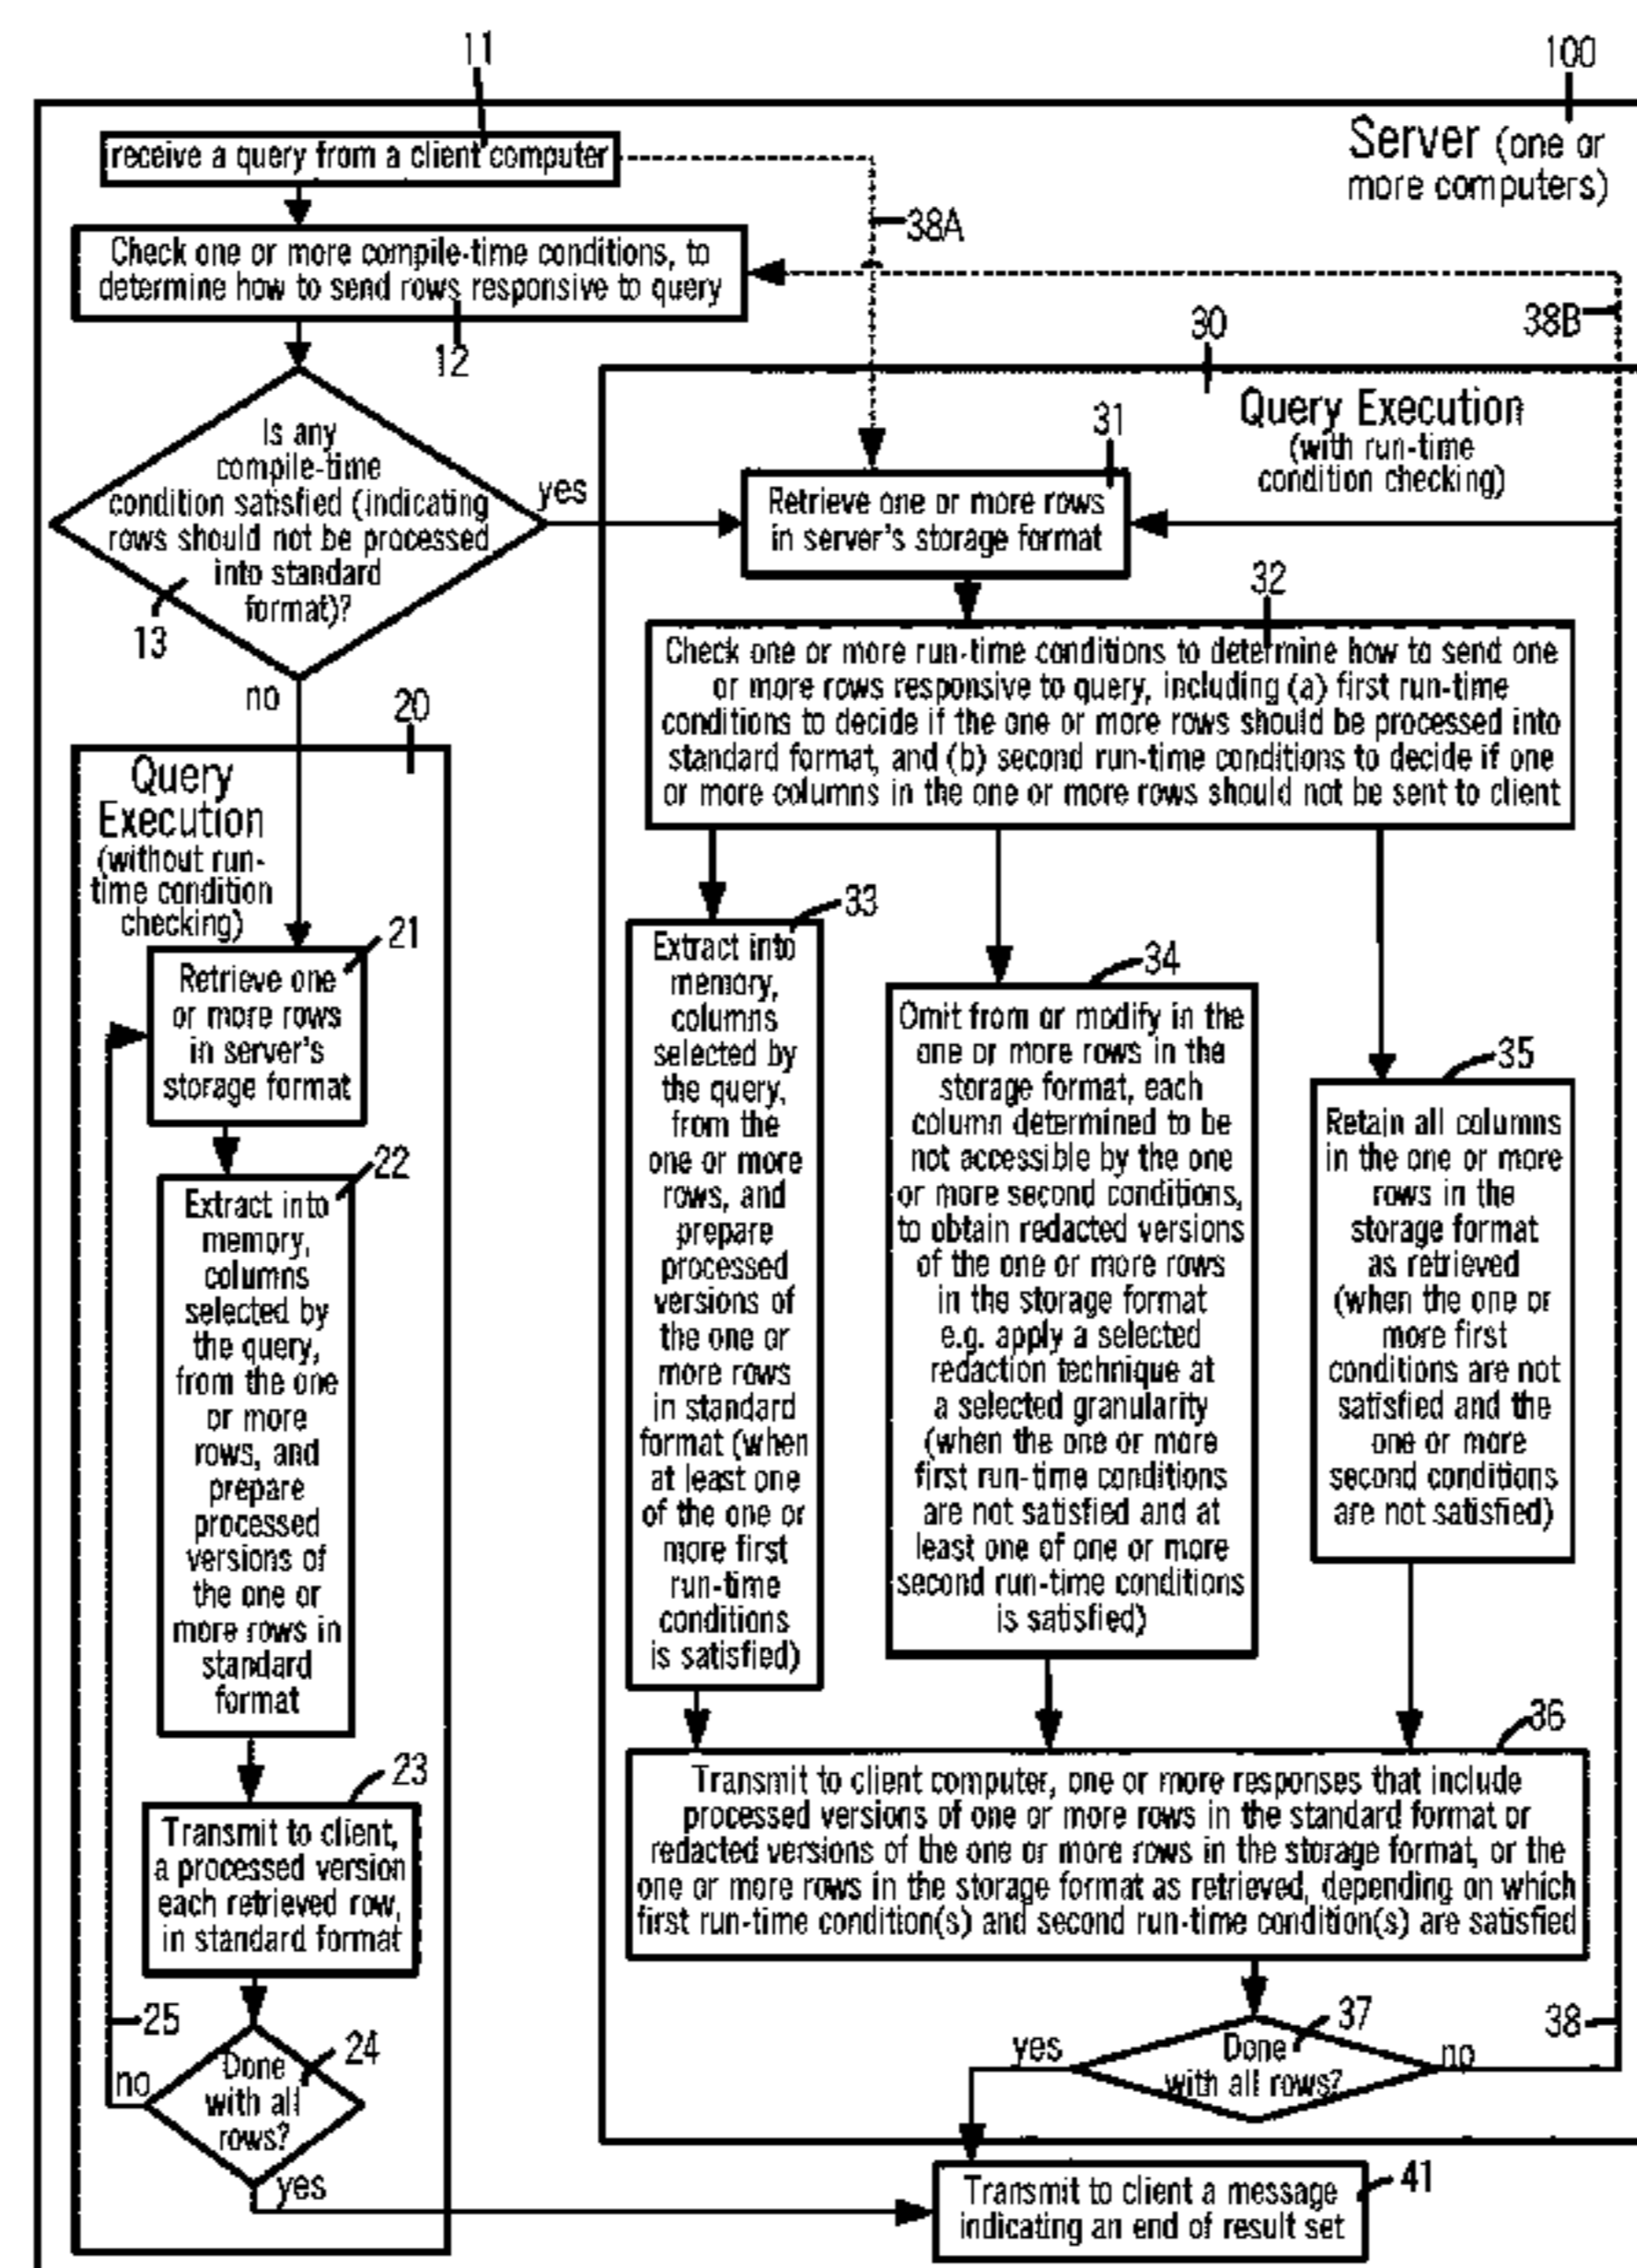 11
100
receive a query from a client computer
Server (one or
more computers)
38A
Check one or more compile-time conditions, to
determine how to send rows responsive to query
12
38B
30
Query Execution
(with run-time
condition checking)
Is any
compile-time
condition satisfied (indicating
rows should not be processed
into standard
format)?
13
yes
no
31
Retrieve one or more rows
in server's storage format
32
Check one or more run-time conditions to determine how to send one
or more rows responsive to query, including (a) first run-time
conditions to decide if the one or more rows should be processed into
standard format, and (b) second run-time conditions to decide if one
or more columns in the one or more rows should not be sent to client
20
Query
Execution
(without run-
time condition
checking)
21
Retrieve one
or more rows
in server's
storage format
22
Extract into
memory,
columns
selected by
the query,
from the one
or more
rows, and
prepare
processed
versions of
the one or
more rows in
standard
format
23
Transmit to client,
a processed version
each retrieved row,
in standard format
25
24
no
Done
with all
rows?
yes
33
Extract into
memory,
columns
selected by
the query,
from the
one or more
rows, and
prepare
processed
versions of
the one or
more rows
in standard
format (when
at least one
of the one or
more first
run-time
conditions
is satisfied)
34
Omit from or modify in the
one or more rows in the
storage format, each
column determined to be
not accessible by the one
or more second conditions,
to obtain redacted versions
of the one or more rows
in the storage format
e.g. apply a selected
redaction technique at
a selected granularity
(when the one or more
first run-time conditions
are not satisfied and at
least one of one or more
second run-time conditions
is satisfied)
35
Retain all columns
in the one or more
rows in the
storage format
as retrieved
(when the one or
more first
conditions are not
satisfied and the
one or more
second conditions
are not satisfied)
36
Transmit to client computer, one or more responses that include
processed versions of one or more rows in the standard format or
redacted versions of the one or more rows in the storage format, or the
one or more rows in the storage format as retrieved, depending on which
first run-time condition(s) and second run-time condition(s) are satisfied
37
38
yes
Done
with all rows?
no
41
Transmit to client a message
indicating an end of result set